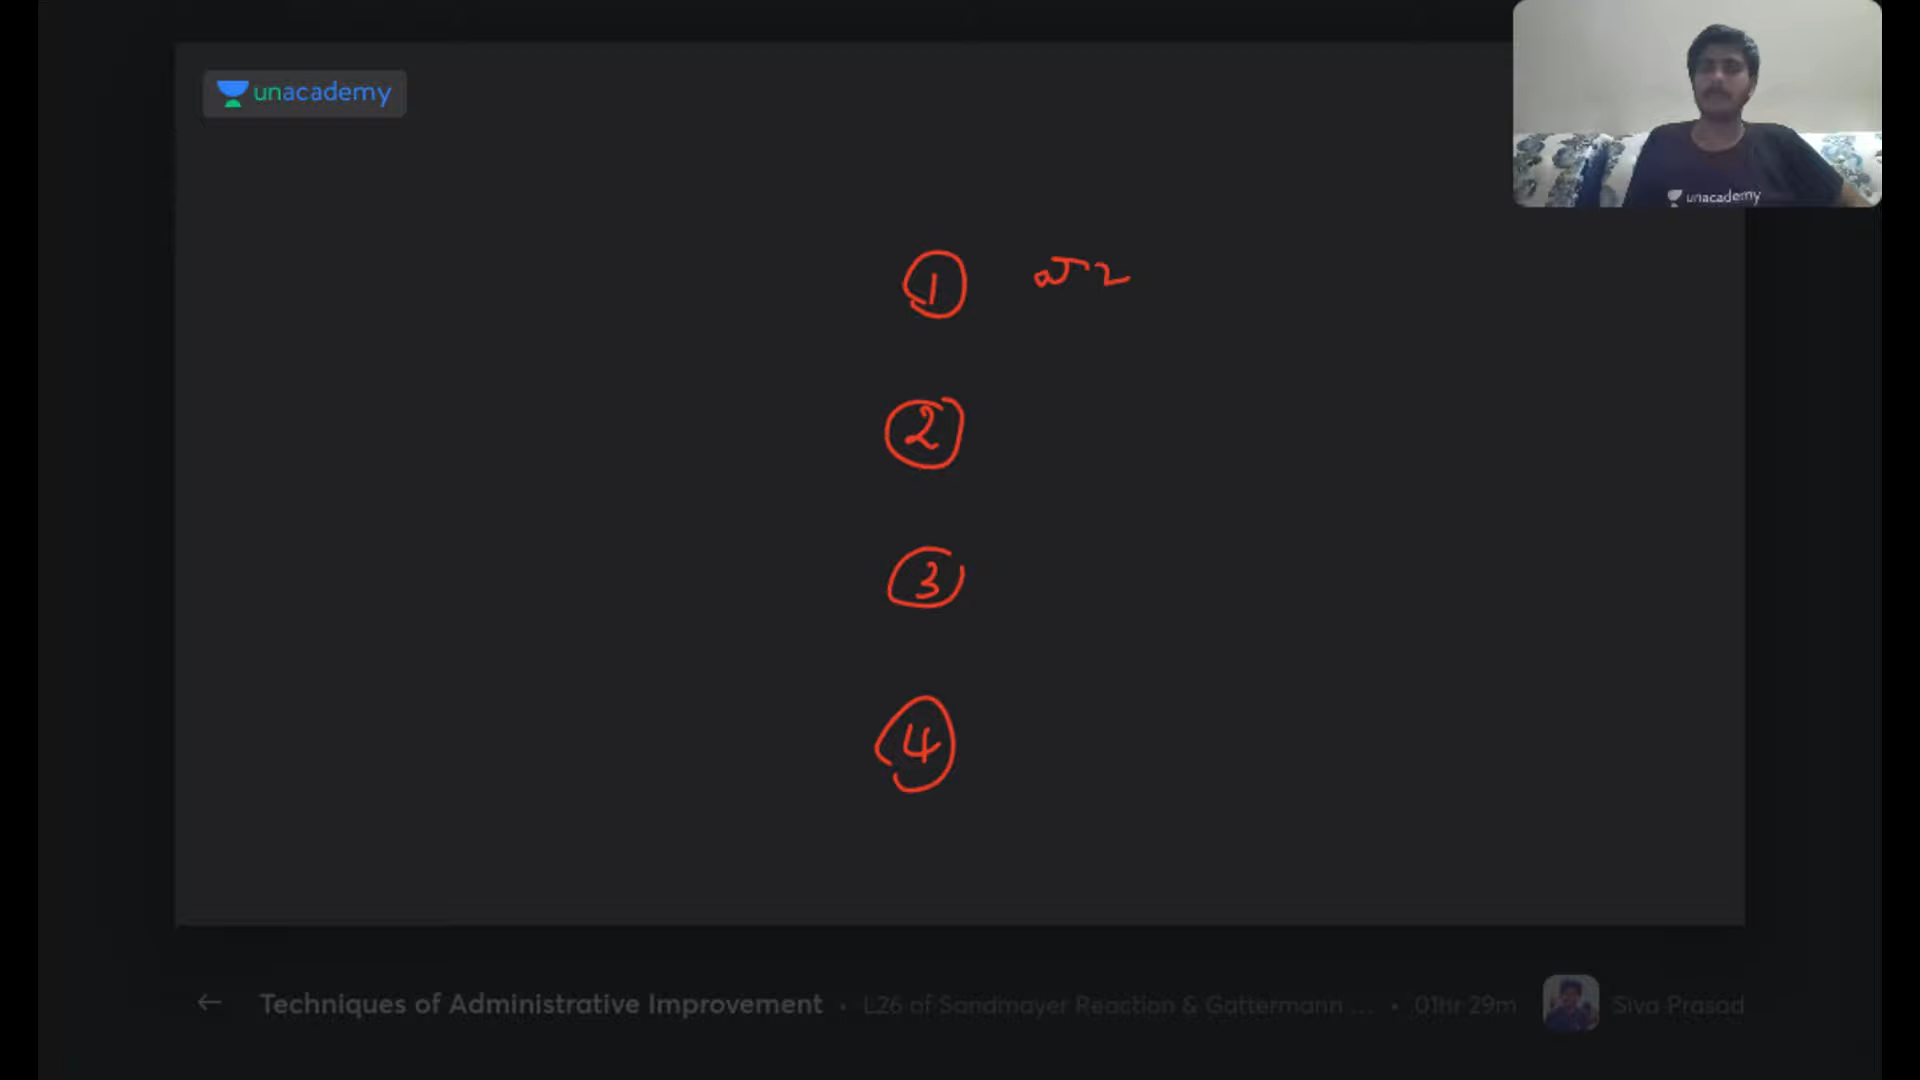 unacademy
unacademy
1
2
3
4
Techniques of Administrative Improvement • L26 of Sandmayer Reaction & Gattermann ... • 01hr 29m
Siva Prasad